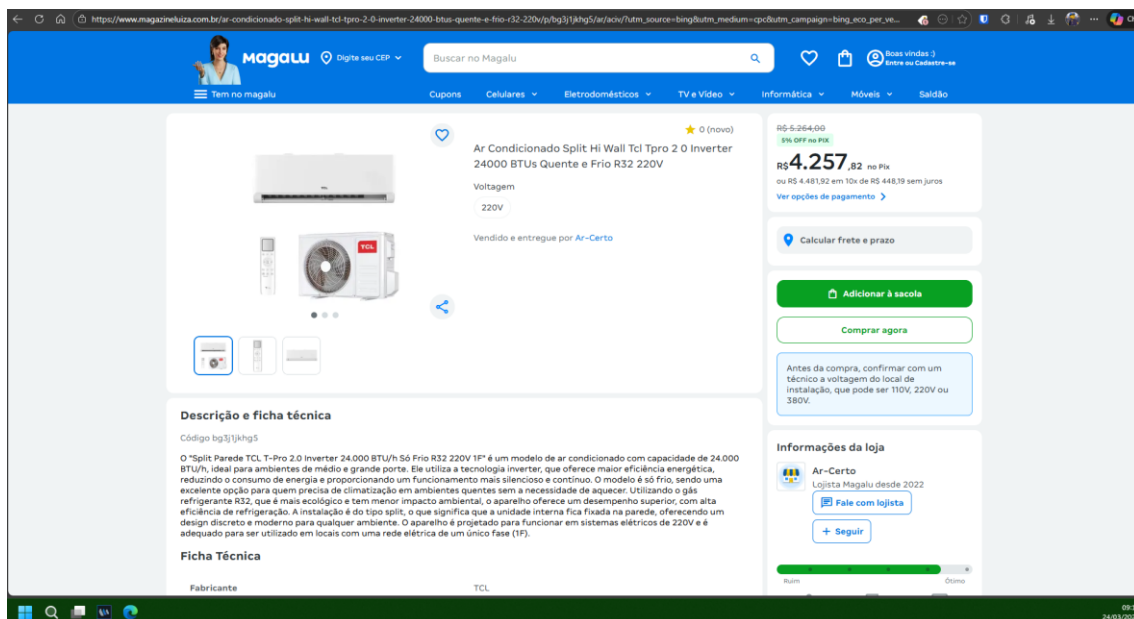 https://www.magazineluiza.com.br/ar-condicionado-split-hi-wall-tcl-tpro-2-0-inverter-24000-btus-quente-e-frio-r32-220v/p/bg3j1jkhg5/ar/aciv/?utm_source=bing&utm_medium=cpc&utm_campaign=bing_eco_per_ve...
Magalu
Digite seu CEP
Buscar no Magalu
Boas vindas :)
Entre ou Cadastre-se
Tem no magalu
Cupons
Celulares
Eletrodomésticos
TV e Vídeo
Informática
Móveis
Saldão
0 (novo)
Ar Condicionado Split Hi Wall Tcl Tpro 2 0 Inverter
24000 BTUs Quente e Frio R32 220V
Voltagem
220V
Vendido e entregue por Ar-Certo
TCL
R$ 5.264,00
5% OFF no PIX
R$4.257,82 no Pix
ou R$ 4.481,92 em 10x de R$ 448,19 sem juros
Ver opções de pagamento
Calcular frete e prazo
Adicionar à sacola
Comprar agora
Antes da compra, confirmar com um
técnico a voltagem do local de
instalação, que pode ser 110V, 220V ou
380V.
Descrição e ficha técnica
Código bg3j1jkhg5
O "Split Parede TCL T-Pro 2.0 Inverter 24.000 BTU/h Só Frio R32 220V 1F" é um modelo de ar condicionado com capacidade de 24.000
BTU/h, ideal para ambientes de médio e grande porte. Ele utiliza a tecnologia inverter, que oferece maior eficiência energética,
reduzindo o consumo de energia e proporcionando um funcionamento mais silencioso e contínuo. O modelo é só frio, sendo uma
excelente opção para quem precisa de climatização em ambientes quentes sem a necessidade de aquecer. Utilizando o gás
refrigerante R32, que é mais ecológico e tem menor impacto ambiental, o aparelho oferece um desempenho superior, com alta
eficiência de refrigeração. A instalação é do tipo split, o que significa que a unidade interna fica fixada na parede, oferecendo um
design discreto e moderno para qualquer ambiente. O aparelho é projetado para funcionar em sistemas elétricos de 220V e é
adequado para ser utilizado em locais com uma rede elétrica de um único fase (1F).
Ficha Técnica
Fabricante
TCL
Informações da loja
Ar-Certo
Lojista Magalu desde 2022
Fale com lojista
+ Seguir
Ruim
Ótimo